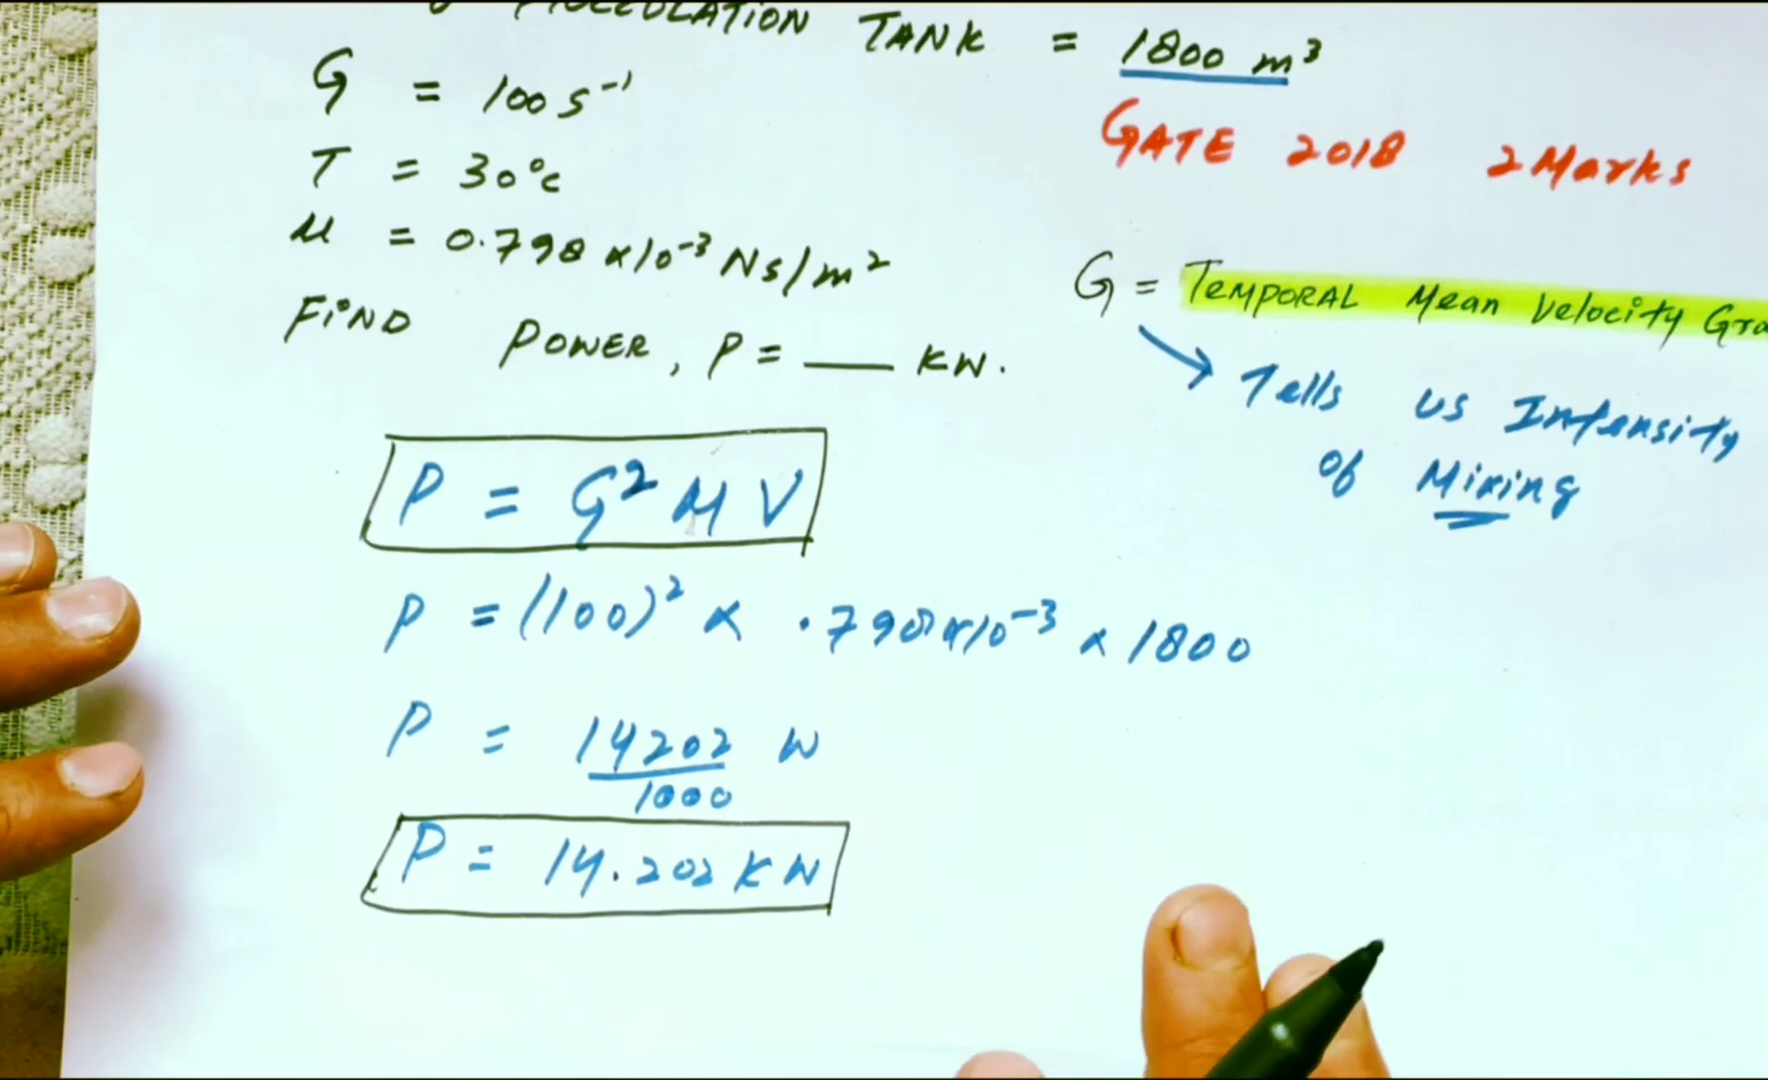 TANK = 1800 m³
G = 100 s⁻¹
GATE 2018 2 Marks
T = 30°c
μ = 0.798 x10⁻³ Ns/m²
G = TEMPORAL Mean Velocity Gra
FIND POWER, P = ___ KW.
→ Tells us Intensity
of Mixing
P = G² μ V
P = (100)² x .798x10⁻³ x 1800
P = 14202 W
1000
P = 14.202 KW